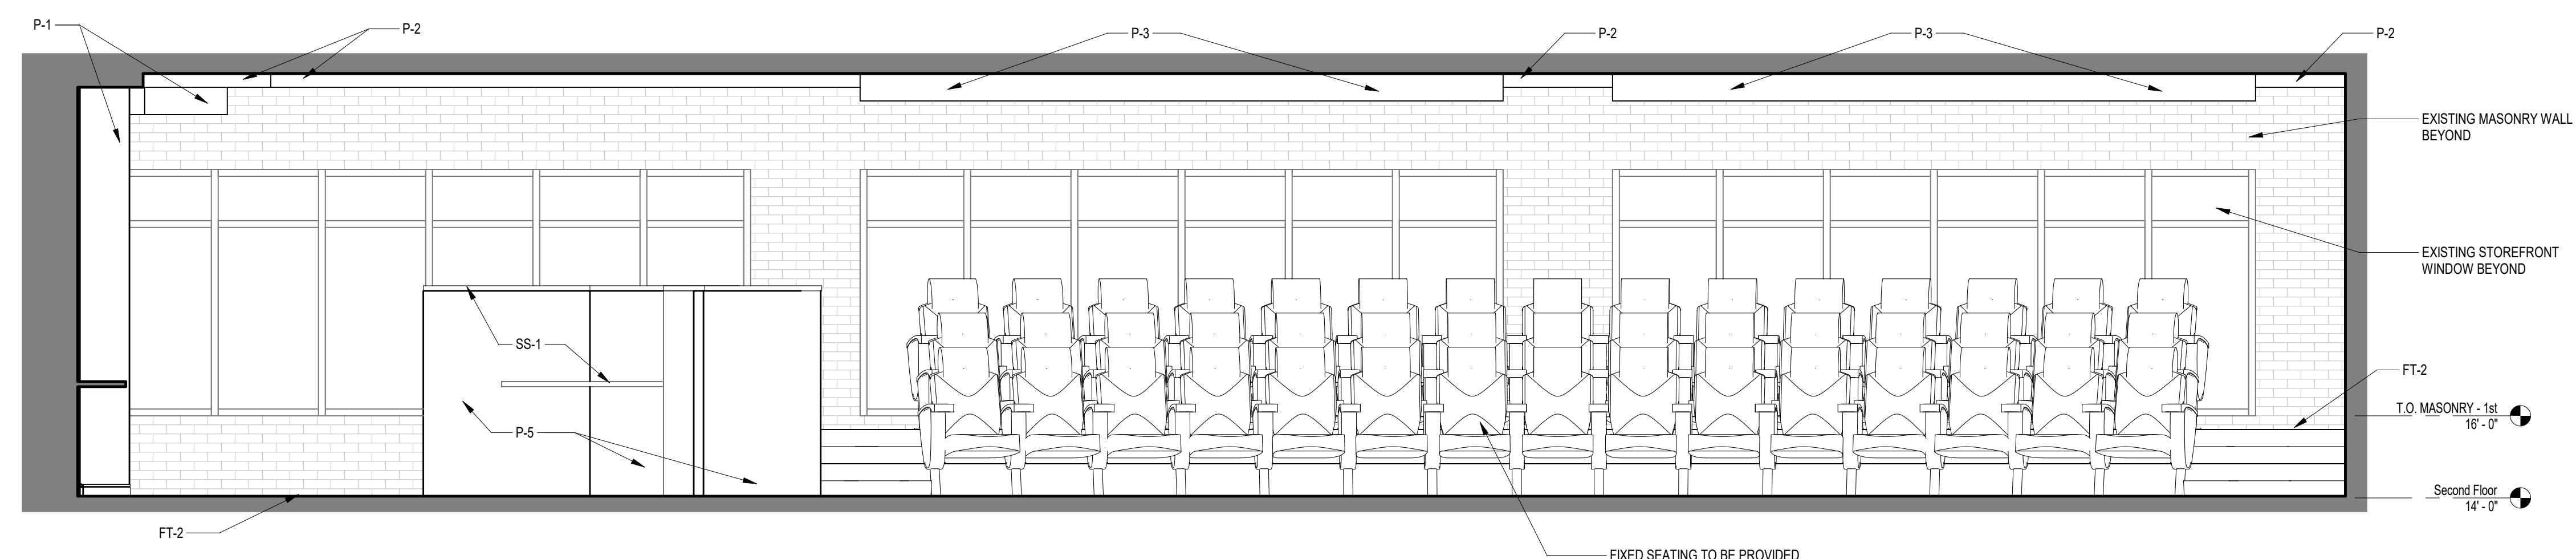 P-1
P-2
P-3
P-2
P-3
P-2
EXISTING MASONRY WALL
BEYOND
EXISTING STOREFRONT
WINDOW BEYOND
SS-1
FT-2
T.O. MASONRY - 1st
16' - 0"
P-5
Second Floor
14' - 0"
FT-2
FIXED SEATING TO BE PROVIDED